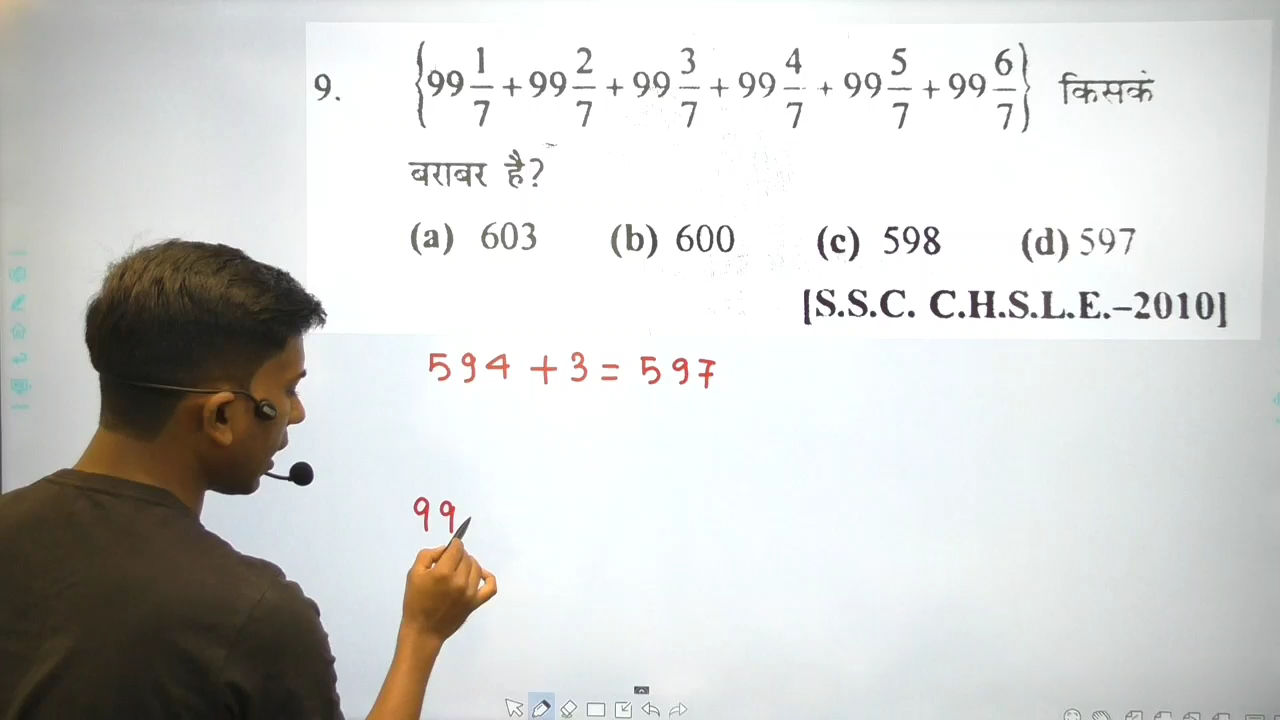 9. {99 1/7 + 99 2/7 + 99 3/7 + 99 4/7 + 99 5/7 + 99 6/7} किसके
बराबर है?
(a) 603 (b) 600 (c) 598 (d) 597
[S.S.C. C.H.S.L.E.–2010]
594 + 3 = 597
99